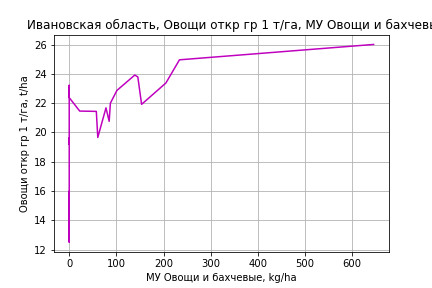 Ивановская область, Овощи откр гр 1 т/га, МУ Овощи и бахчевы
26
24
22
20
18
16
14
12
Овощи откр гр 1 т/га, t/ha
0 100 200 300 400 500 600
МУ Овощи и бахчевые, kg/ha